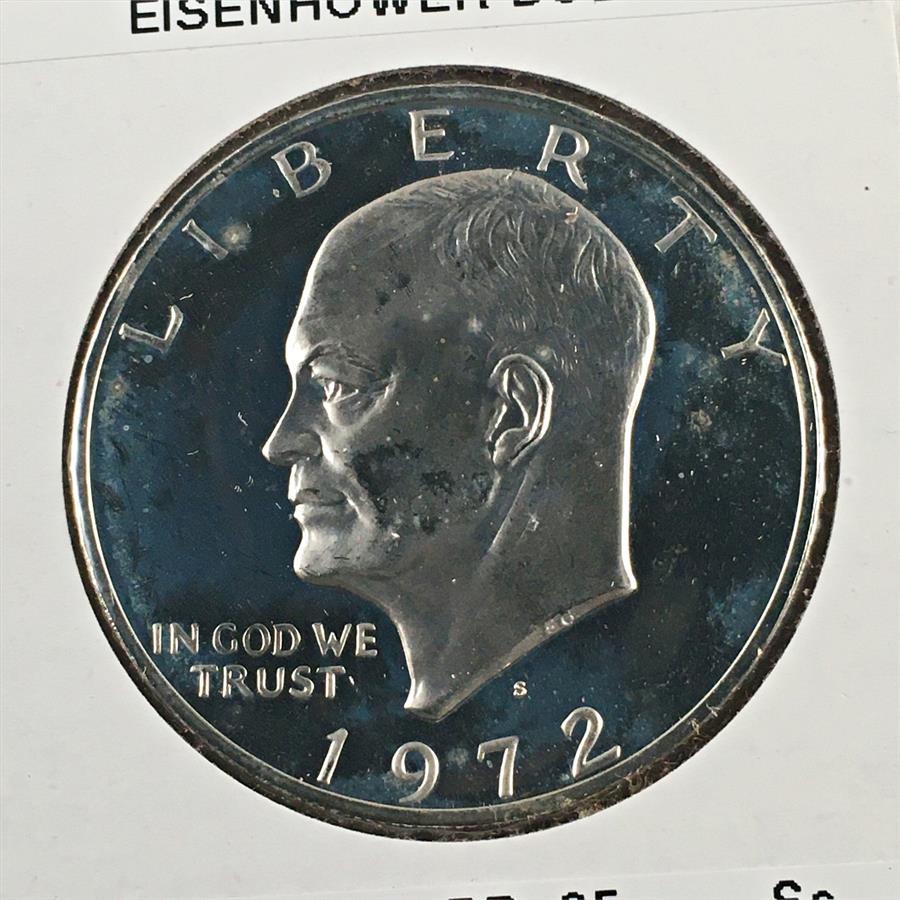 EISENHOWER
LIBERTY
IN GOD WE
TRUST
S
1972